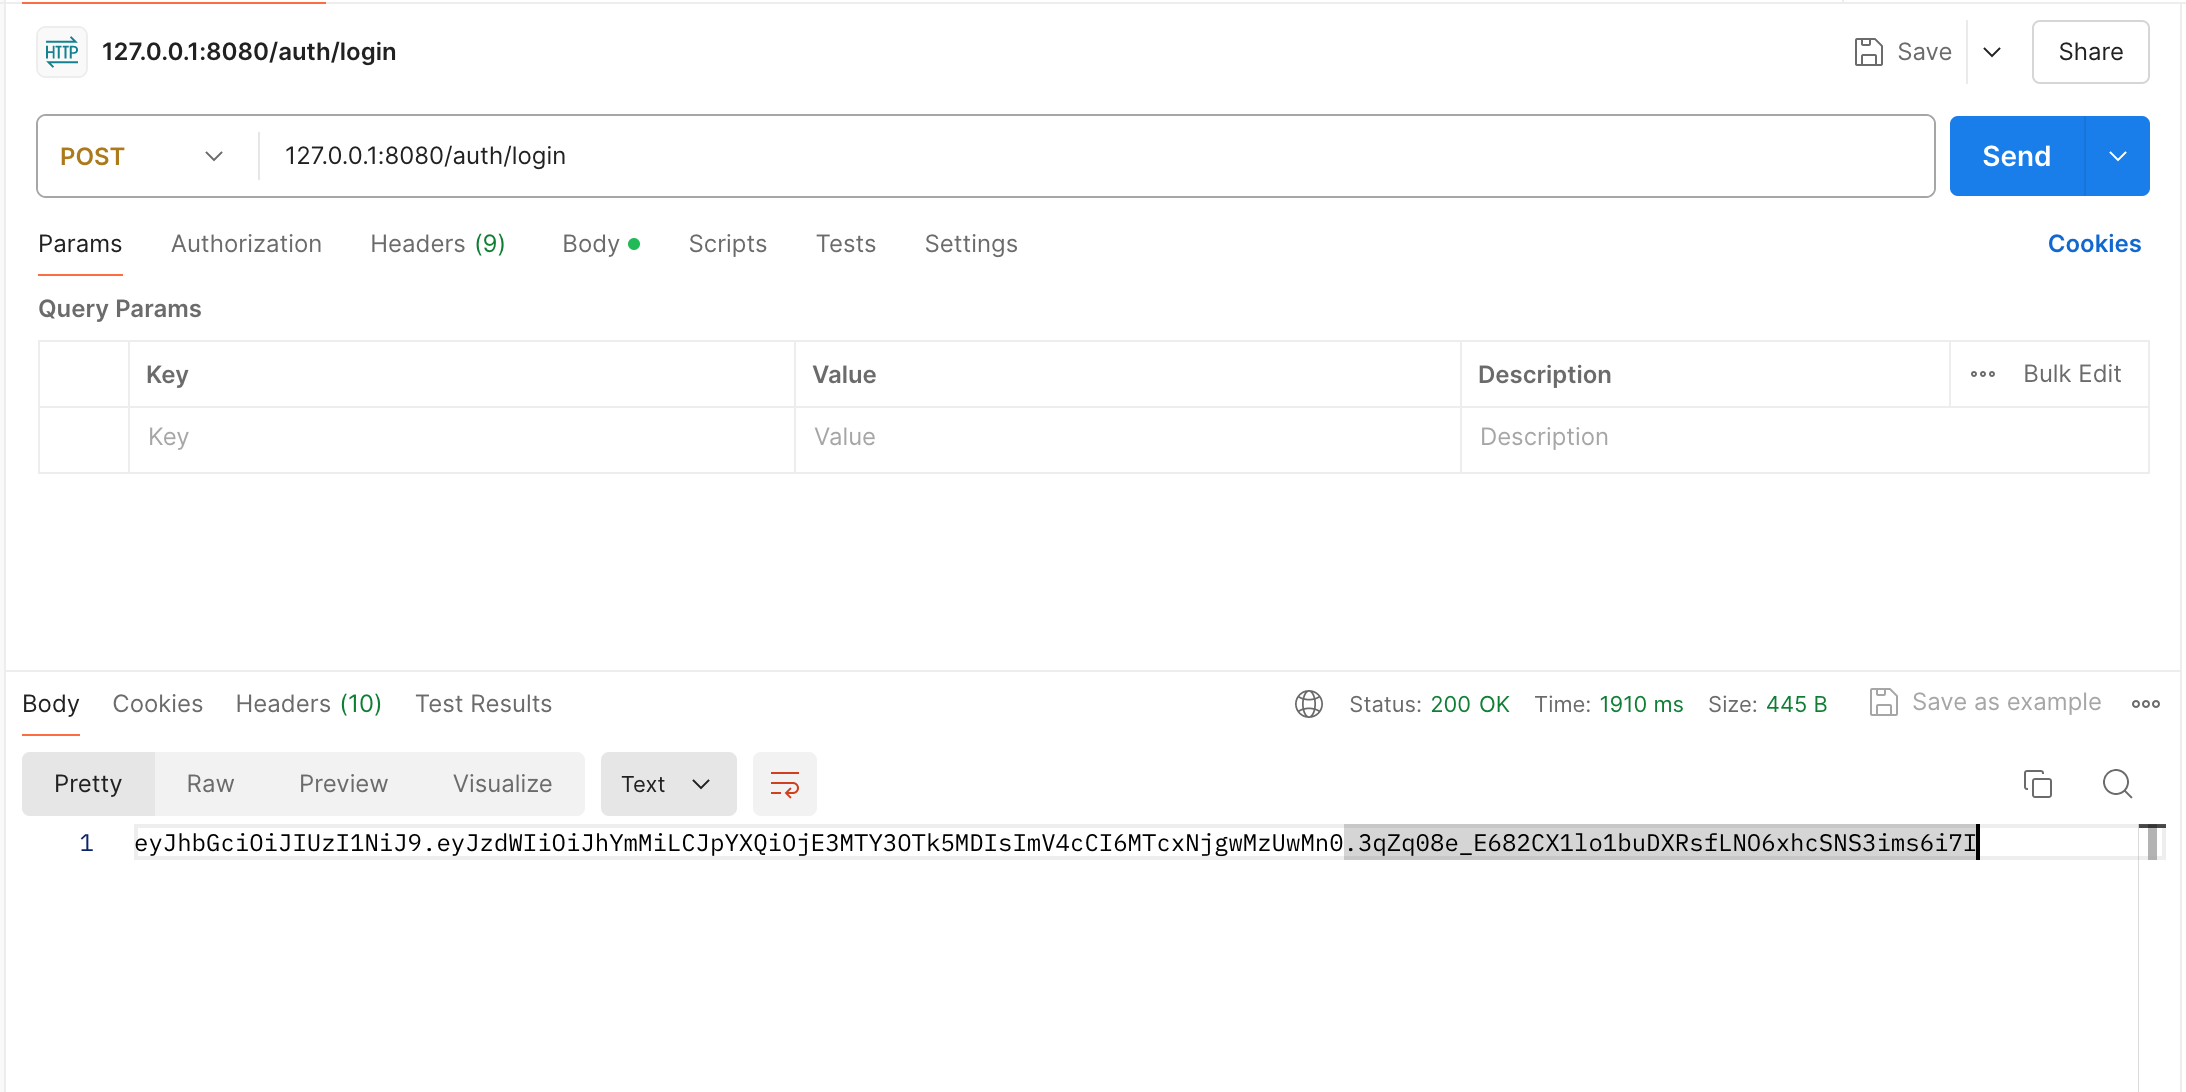 HTTP 127.0.0.1:8080/auth/login Save Share
POST 127.0.0.1:8080/auth/login Send
Params Authorization Headers (9) Body Scripts Tests Settings Cookies
Query Params
Key Value Description Bulk Edit
Key Value Description
Body Cookies Headers (10) Test Results Status: 200 OK Time: 1910 ms Size: 445 B Save as example
Pretty Raw Preview Visualize Text
1 eyJhbGciOiJIUzI1NiJ9.eyJzdWIiOiJhYmMiLCJpYXQiOjE3MTY3OTk5MDIsImV4cCI6MTcxNjgwMzUwMn0.3qZq08e_E682CX1lo1buDXRsfLNO6xhcSNS3ims6i7I